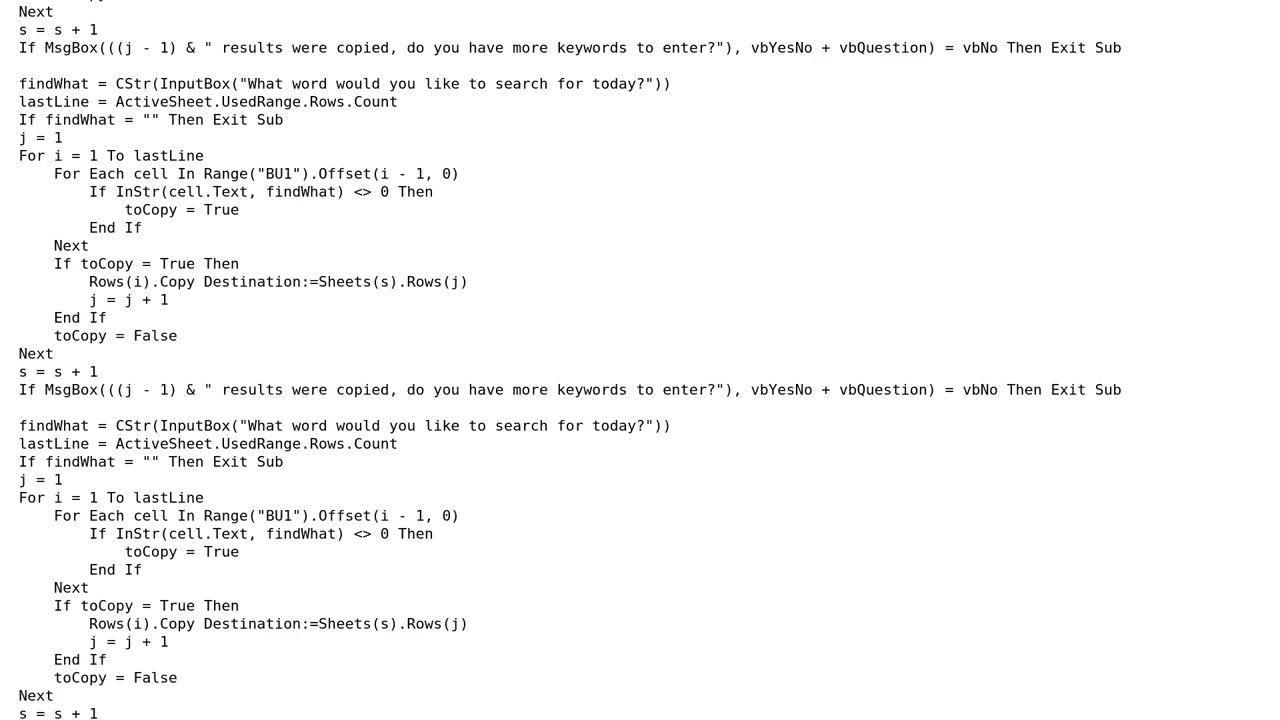 Next
s = s + 1
If MsgBox(((j - 1) & " results were copied, do you have more keywords to enter?"), vbYesNo + vbQuestion) = vbNo Then Exit Sub
findWhat = CStr(InputBox("What word would you like to search for today?"))
lastLine = ActiveSheet.UsedRange.Rows.Count
If findWhat = "" Then Exit Sub
j = 1
For i = 1 To lastLine
    For Each cell In Range("BU1").Offset(i - 1, 0)
        If InStr(cell.Text, findWhat) <> 0 Then
            toCopy = True
        End If
    Next
    If toCopy = True Then
        Rows(i).Copy Destination:=Sheets(s).Rows(j)
        j = j + 1
    End If
    toCopy = False
Next
s = s + 1
If MsgBox(((j - 1) & " results were copied, do you have more keywords to enter?"), vbYesNo + vbQuestion) = vbNo Then Exit Sub
findWhat = CStr(InputBox("What word would you like to search for today?"))
lastLine = ActiveSheet.UsedRange.Rows.Count
If findWhat = "" Then Exit Sub
j = 1
For i = 1 To lastLine
    For Each cell In Range("BU1").Offset(i - 1, 0)
        If InStr(cell.Text, findWhat) <> 0 Then
            toCopy = True
        End If
    Next
    If toCopy = True Then
        Rows(i).Copy Destination:=Sheets(s).Rows(j)
        j = j + 1
    End If
    toCopy = False
Next
s = s + 1